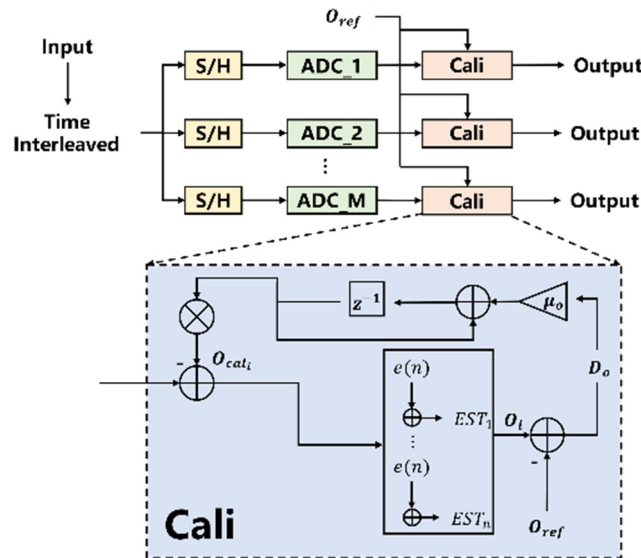 O_ref
Input
S/H
ADC_1
Cali
Output
Time
Interleaved
S/H
ADC_2
Cali
Output
⋮
S/H
ADC_M
Cali
Output
z⁻¹
μ_o
-
O_cal_i
D_o
e(n)
EST_1
O_i
⋮
e(n)
EST_n
-
O_ref
Cali